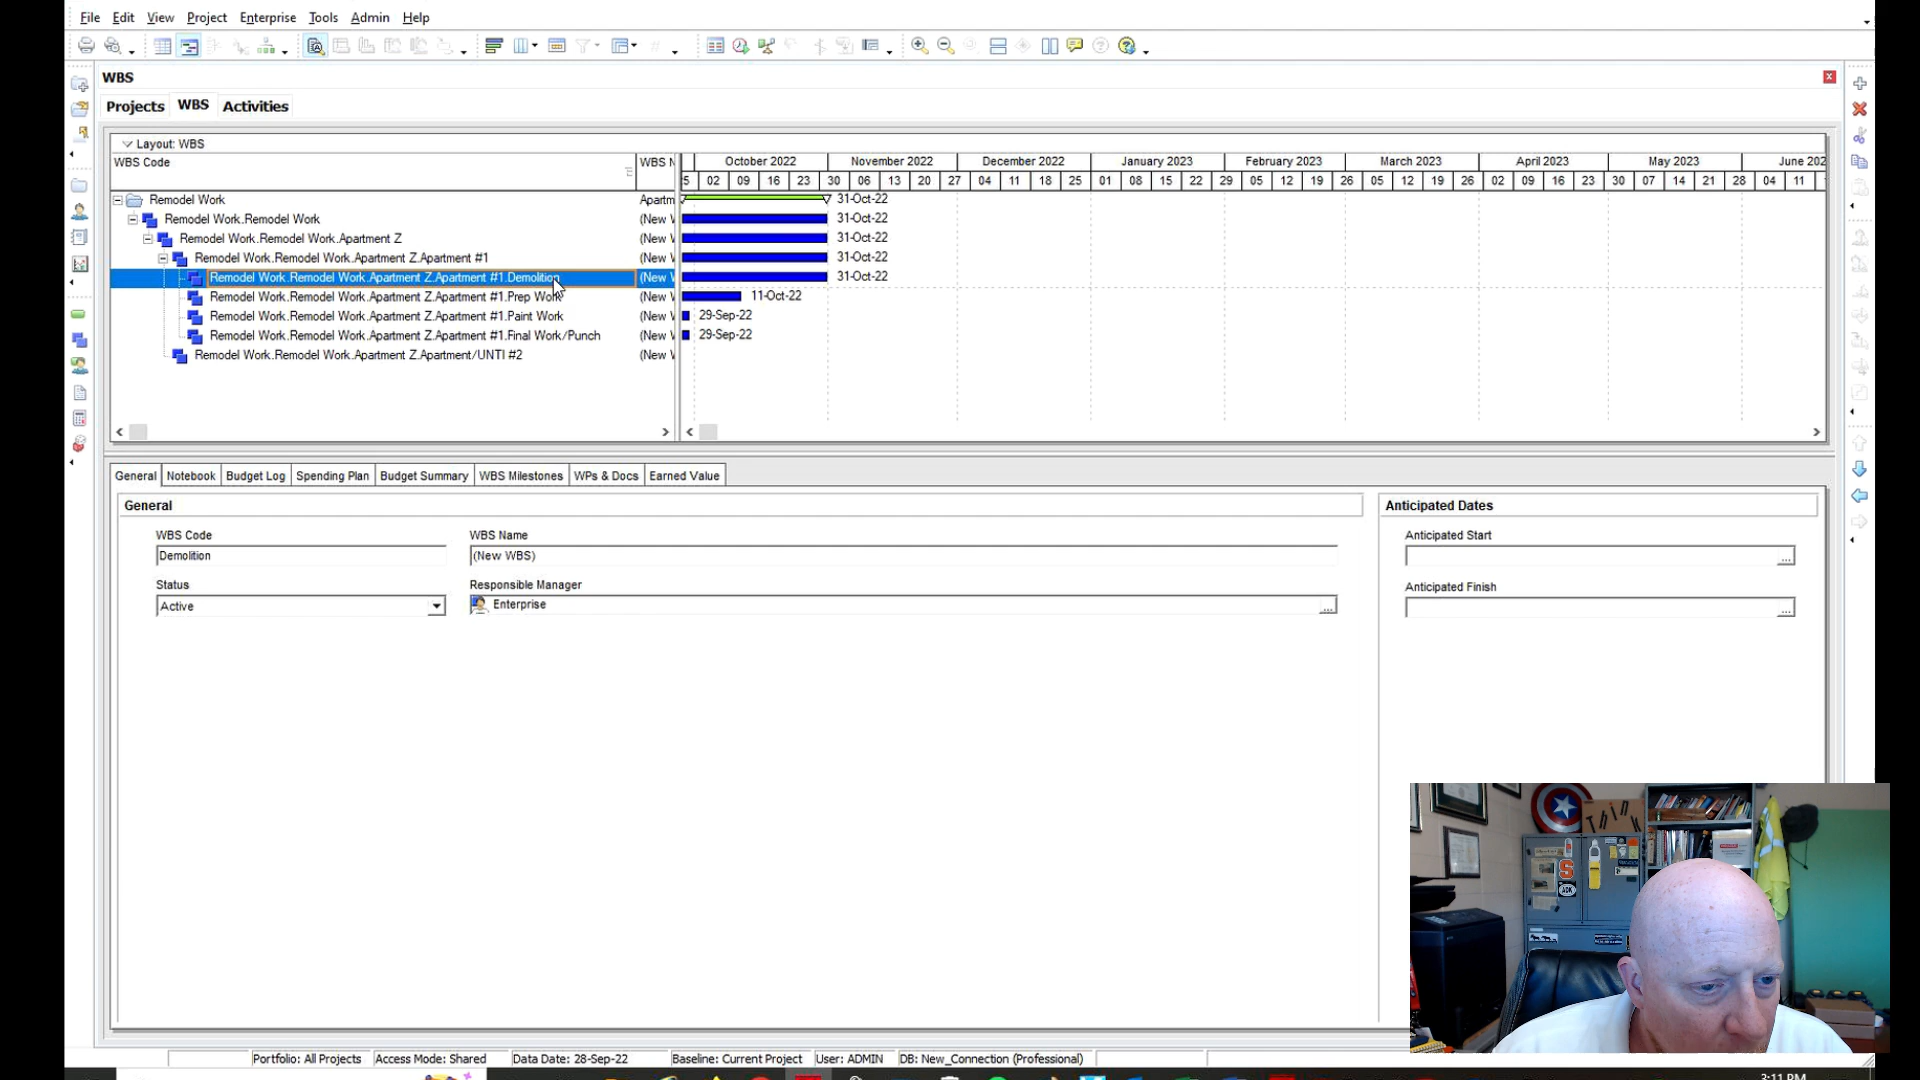 File Edit View Project Enterprise Tools Admin Help
WBS
Projects WBS Activities
Layout: WBS
WBS Code WBS N
October 2022 November 2022 December 2022 January 2023 February 2023 March 2023 April 2023 May 2023 June 202
5 02 09 16 23 30 06 13 20 27 04 11 18 25 01 08 15 22 29 05 12 19 26 05 12 19 26 02 09 16 23 30 07 14 21 28 04 11
Remodel Work Apartm 31-Oct-22
Remodel Work.Remodel Work (New W 31-Oct-22
Remodel Work.Remodel Work.Apartment Z (New W 31-Oct-22
Remodel Work.Remodel Work.Apartment Z.Apartment #1 (New W 31-Oct-22
Remodel Work.Remodel Work.Apartment Z.Apartment #1.Demolition (New W 31-Oct-22
Remodel Work.Remodel Work.Apartment Z.Apartment #1.Prep Work (New W 11-Oct-22
Remodel Work.Remodel Work.Apartment Z.Apartment #1.Paint Work (New W 29-Sep-22
Remodel Work.Remodel Work.Apartment Z.Apartment #1.Final Work/Punch (New W 29-Sep-22
Remodel Work.Remodel Work.Apartment Z.Apartment/UNTI #2 (New W
General Notebook Budget Log Spending Plan Budget Summary WBS Milestones WPs & Docs Earned Value
General Anticipated Dates
WBS Code WBS Name Anticipated Start
Demolition (New WBS)
Status Responsible Manager Anticipated Finish
Active Enterprise
Think
S
ADK
Portfolio: All Projects Access Mode: Shared Data Date: 28-Sep-22 Baseline: Current Project User: ADMIN DB: New_Connection (Professional)
3:11 PM